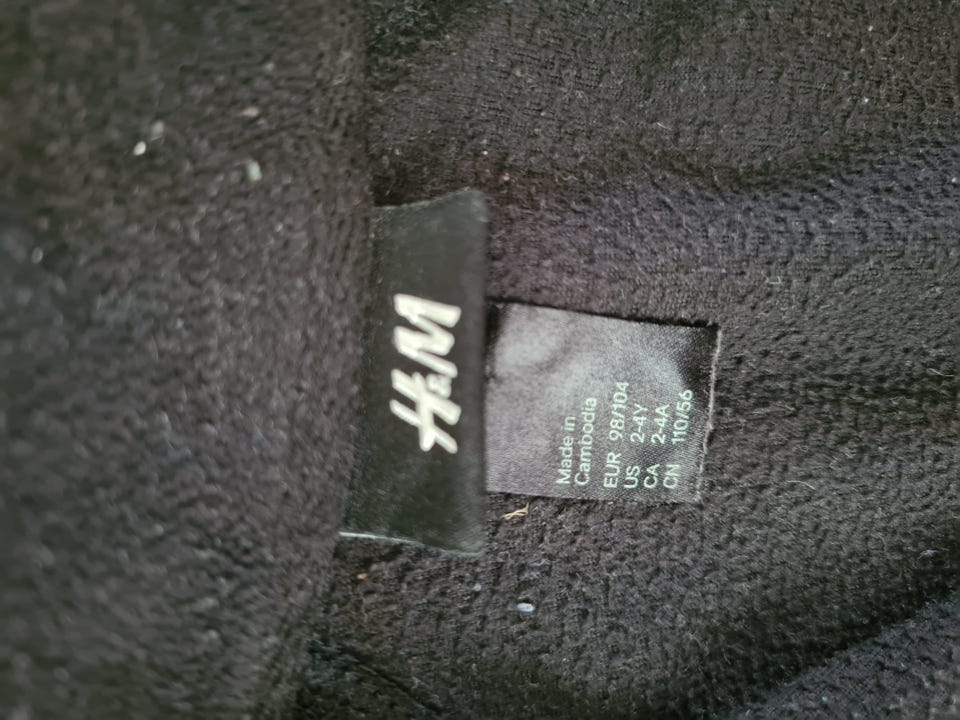 H&M
Made in
Cambodia
EUR 98/104
US 2-4Y
CA 2-4A
CN 110/56